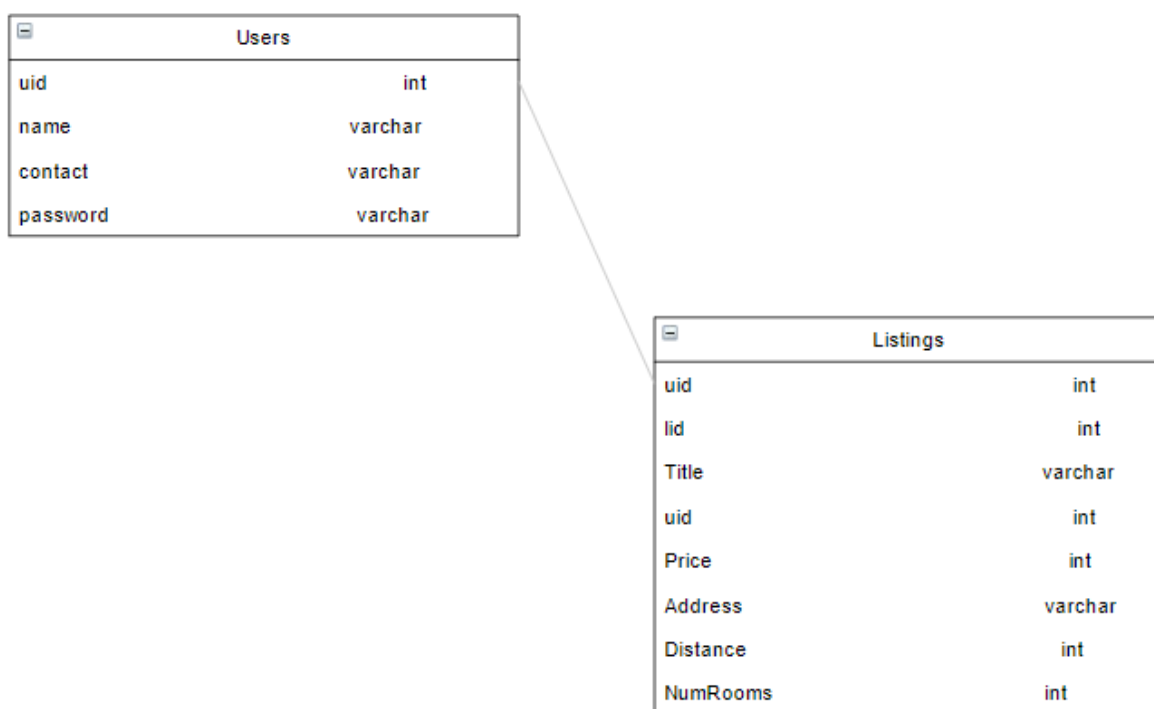 Users
uid int
name varchar
contact varchar
password varchar
Listings
uid int
lid int
Title varchar
uid int
Price int
Address varchar
Distance int
NumRooms int